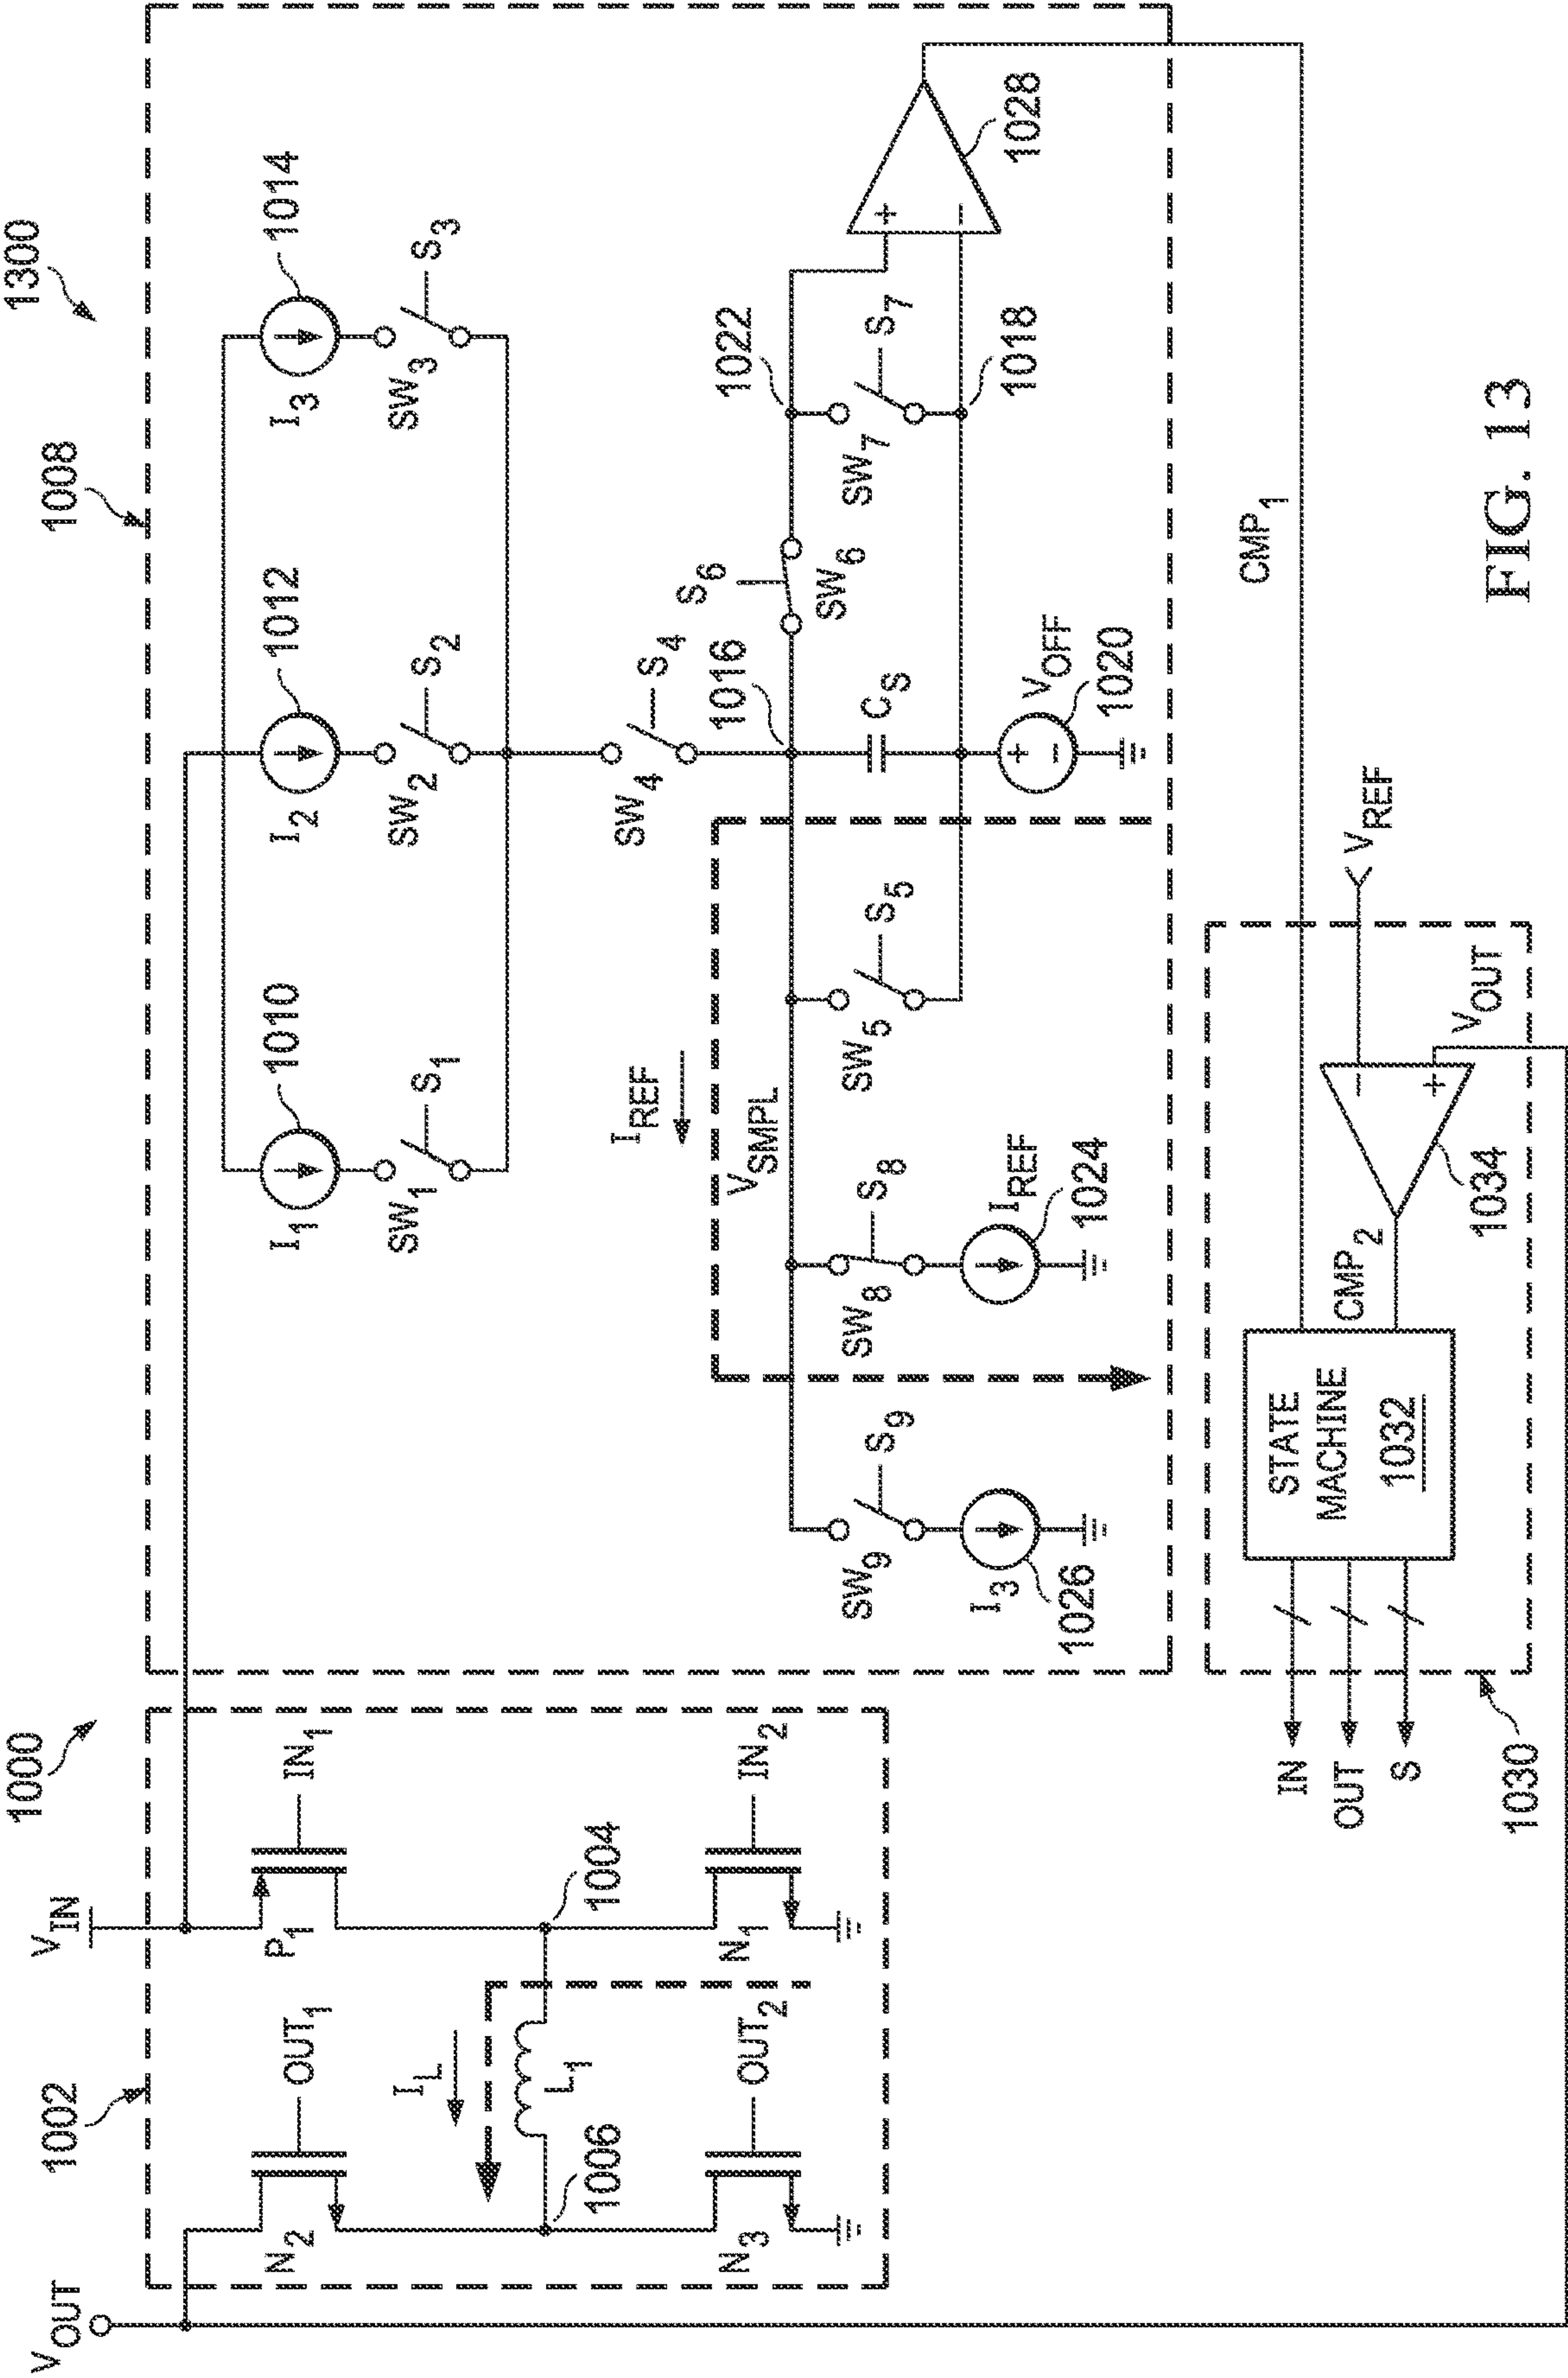 1300
1008
1014
I3
SW3
S3
1012
I2
SW2
S2
1010
I1
SW1
S1
SW4
S4
1016
S6
SW6
1022
SW7
S7
1018
+
−
1028
IREF
VSMPL
CS
VOFF
+
−
1020
SW5
S5
SW8
S8
IREF
1024
SW9
S9
I3
1026
1000
1002
VOUT
VIN
N2
OUT1
P1
IN1
IL
L1
1004
1006
N3
OUT2
N1
IN2
CMP1
VREF
VOUT
−
+
1034
CMP2
STATE
MACHINE
1032
IN
OUT
S
1030
FIG. 13